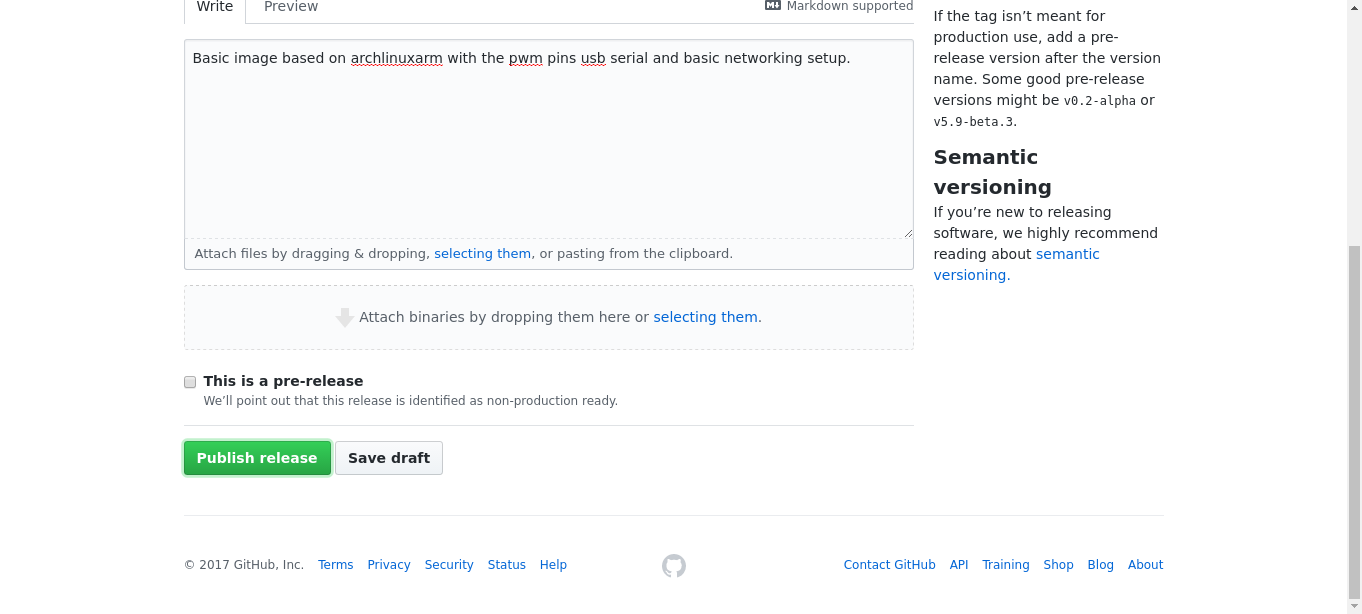 Write Preview Markdown supported
Basic image based on archlinuxarm with the pwm pins usb serial and basic networking setup.
Attach files by dragging & dropping, selecting them, or pasting from the clipboard.
Attach binaries by dropping them here or selecting them.
This is a pre-release
We’ll point out that this release is identified as non-production ready.
Publish release Save draft
If the tag isn’t meant for
production use, add a pre-
release version after the version
name. Some good pre-release
versions might be v0.2-alpha or
v5.9-beta.3.
Semantic
versioning
If you’re new to releasing
software, we highly recommend
reading about semantic
versioning.
© 2017 GitHub, Inc. Terms Privacy Security Status Help Contact GitHub API Training Shop Blog About